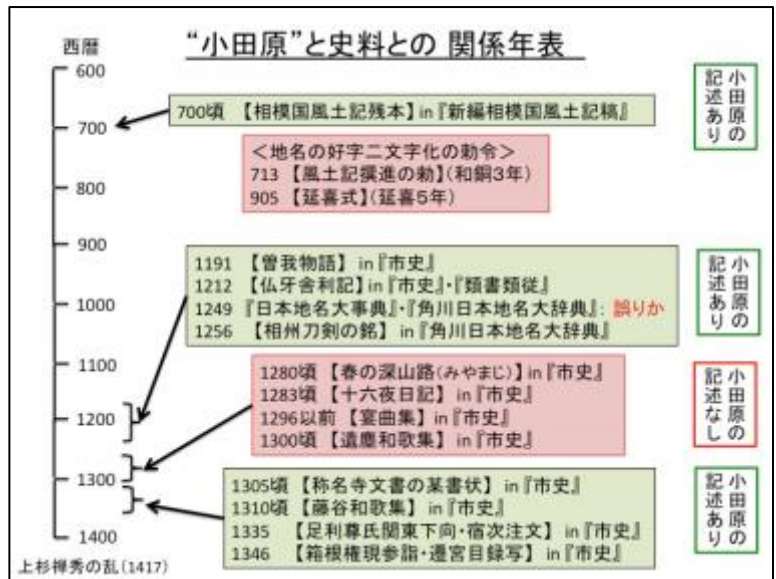 “小田原”と史料との 関係年表
西暦
600
700
800
900
1000
1100
1200
1300
1400
上杉禅秀の乱(1417)
700頃 【相模国風土記残本】in『新編相模国風土記稿』
小田原の
記述あり
＜地名の好字二文字化の勅令＞
713 【風土記撰進の勅】(和銅3年)
905 【延喜式】(延喜5年)
1191 【曽我物語】 in『市史』
1212 【仏牙舎利記】in『市史』・『類書類従』
1249 『日本地名大事典』・『角川日本地名大辞典』: 誤りか
1256 【相州刀剣の銘】 in『角川日本地名大辞典』
小田原の
記述あり
1280頃 【春の深山路(みやまじ)】in『市史』
1283頃 【十六夜日記】 in『市史』
1296以前 【宴曲集】 in『市史』
1300頃 【遺塵和歌集】 in『市史』
小田原の
記述なし
1305頃 【称名寺文書の某書状】 in『市史』
1310頃 【藤谷和歌集】 in『市史』
1335 【足利尊氏関東下向・宿次注文】 in『市史』
1346 【箱根権現参詣・遷宮目録写】 in『市史』
小田原の
記述あり